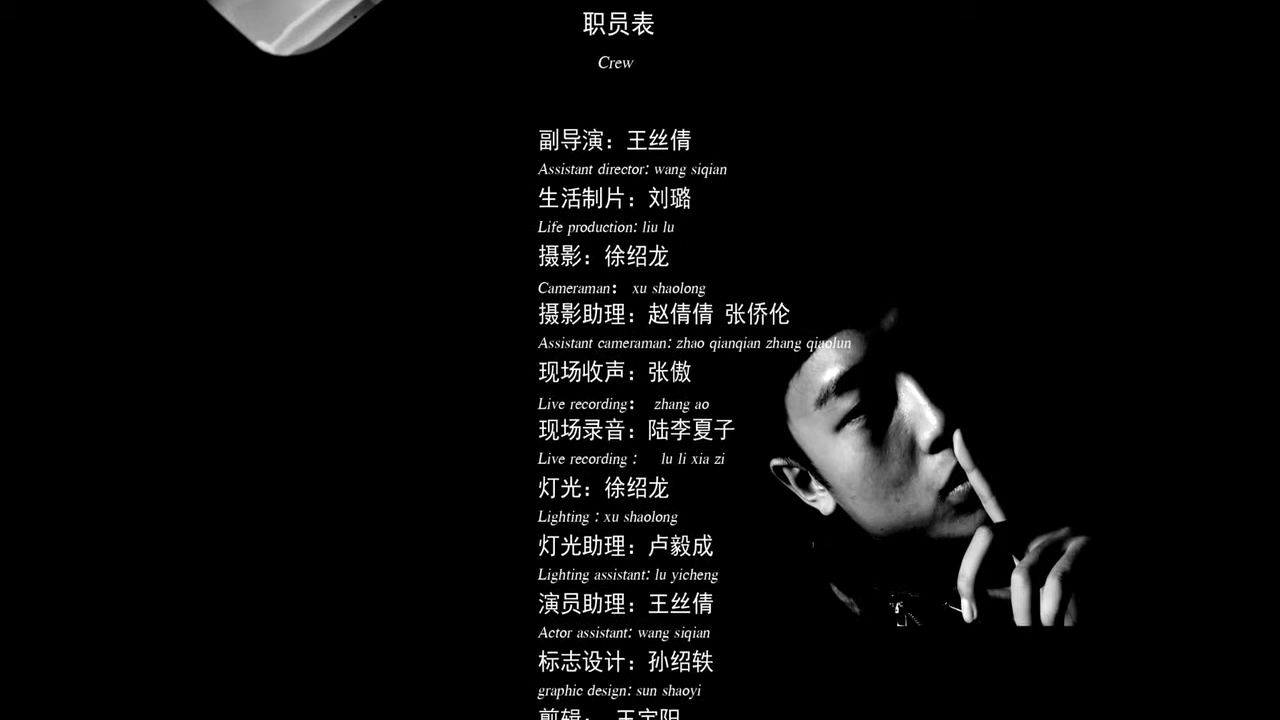 职员表
Crew
副导演：王丝倩
Assistant director: wang siqian
生活制片：刘璐
Life production: liu lu
摄影：徐绍龙
Cameraman： xu shaolong
摄影助理：赵倩倩 张侨伦
Assistant cameraman: zhao qianqian zhang qiaolun
现场收声：张傲
Live recording： zhang ao
现场录音：陆李夏子
Live recording : lu li xia zi
灯光：徐绍龙
Lighting : xu shaolong
灯光助理：卢毅成
Lighting assistant: lu yicheng
演员助理：王丝倩
Actor assistant: wang siqian
标志设计：孙绍轶
graphic design: sun shaoyi
剪辑： 王宇阳